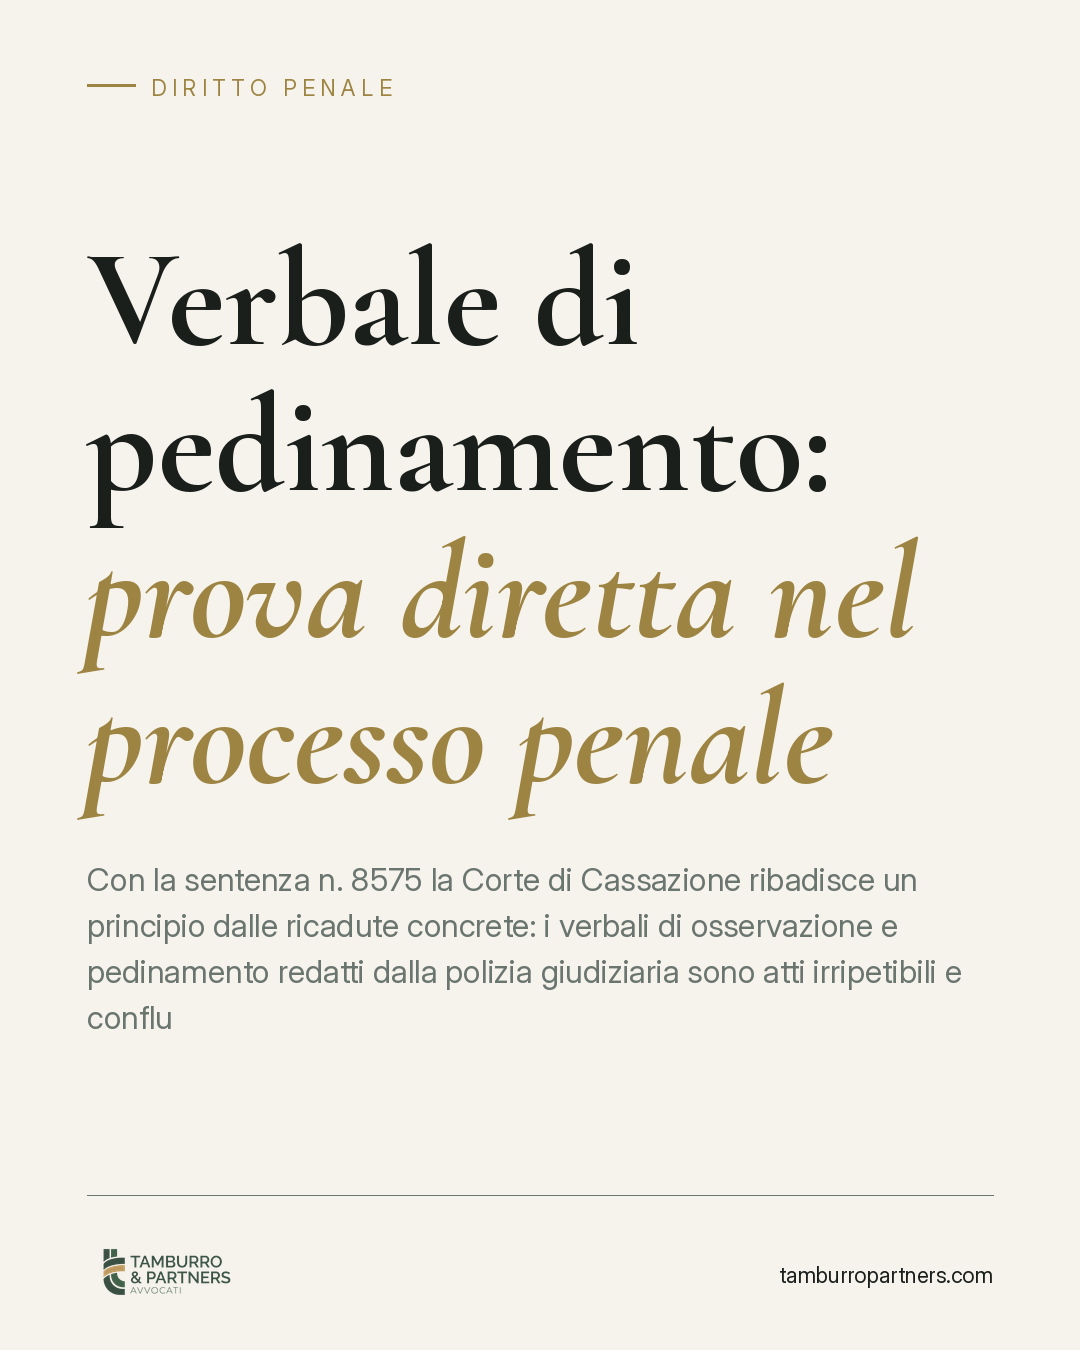 DIRITTO PENALE
Verbale di
pedinamento:
prova diretta nel
processo penale
Con la sentenza n. 8575 la Corte di Cassazione ribadisce un
principio dalle ricadute concrete: i verbali di osservazione e
pedinamento redatti dalla polizia giudiziaria sono atti irripetibili e
conflu
TAMBURRO
& PARTNERS
AVVOCATI
tamburropartners.com